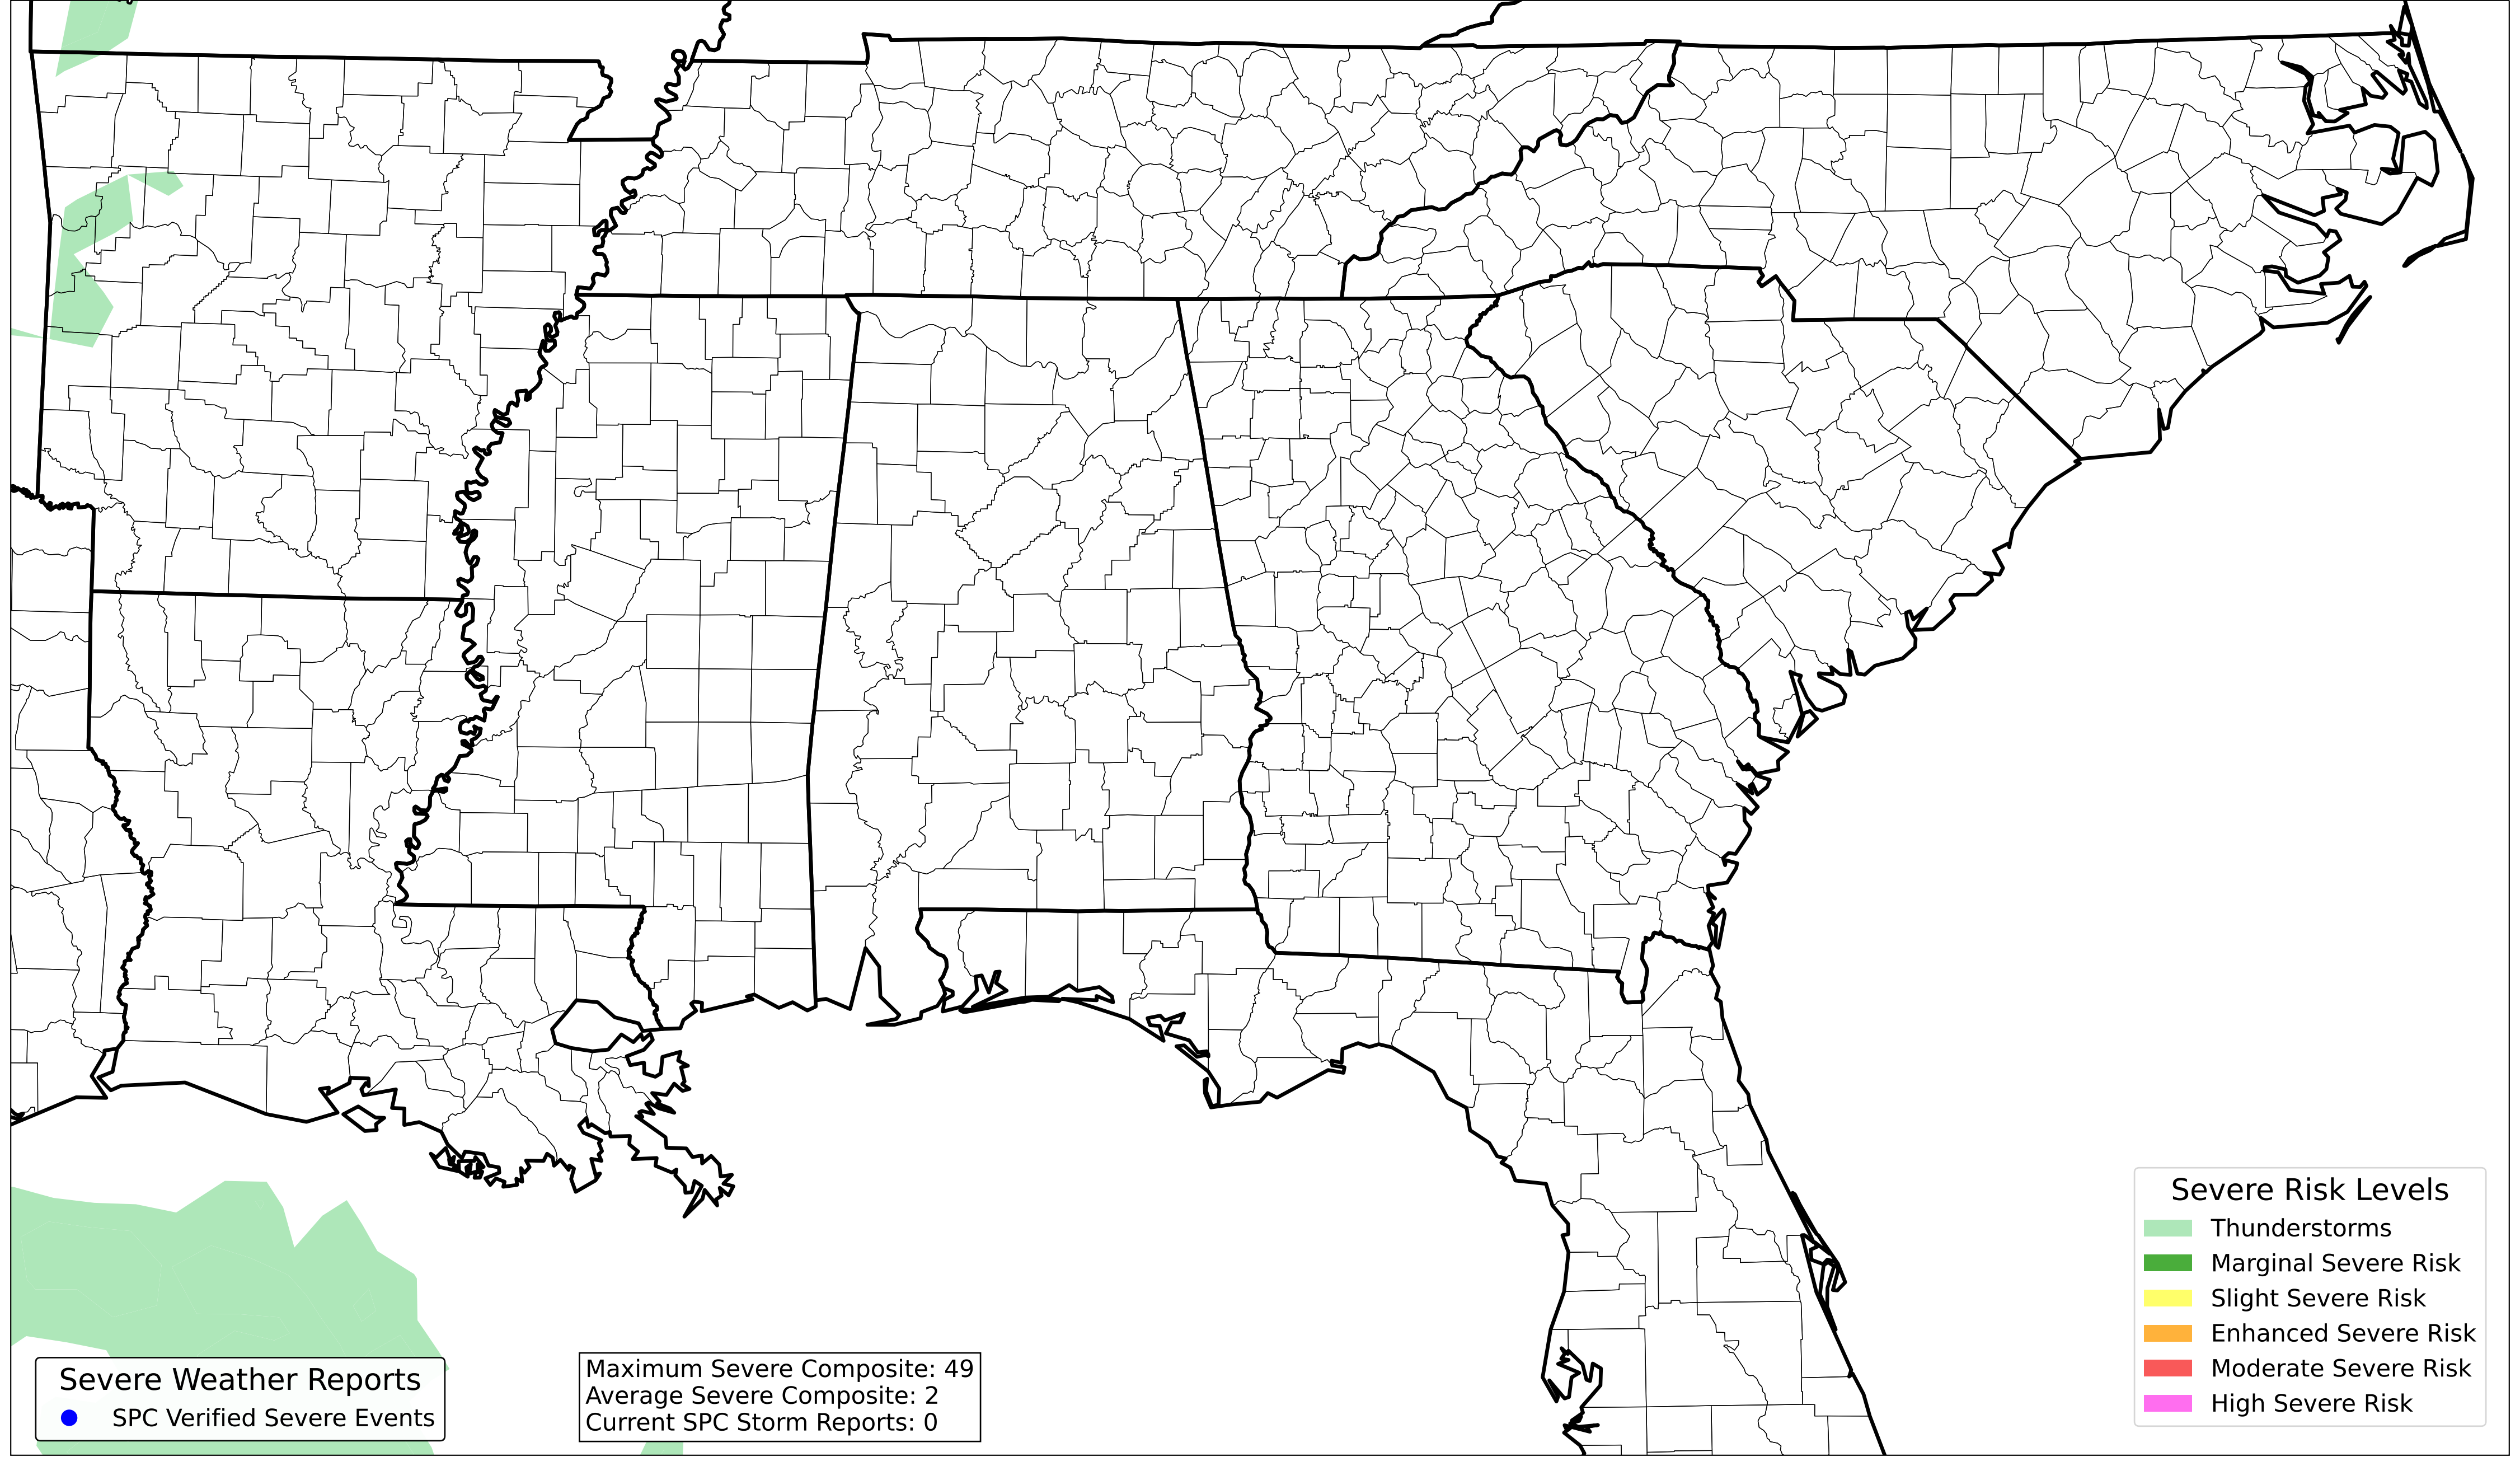 Severe Risk Levels
Thunderstorms
Marginal Severe Risk
Slight Severe Risk
Enhanced Severe Risk
Moderate Severe Risk
High Severe Risk
Severe Weather Reports
SPC Verified Severe Events
Maximum Severe Composite: 49
Average Severe Composite: 2
Current SPC Storm Reports: 0